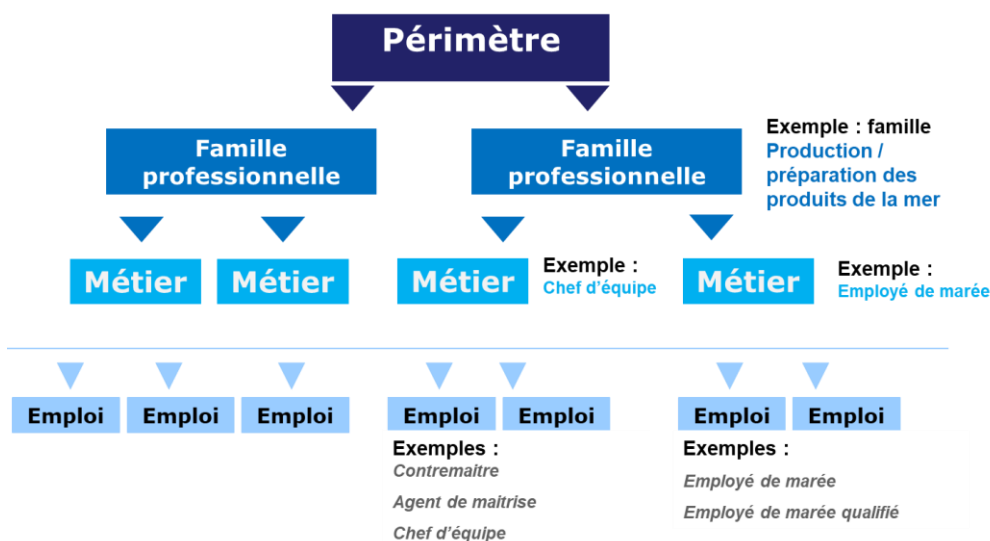 Périmètre
Famille
professionnelle
Famille
professionnelle
Exemple : famille
Production /
préparation des
produits de la mer
Métier
Métier
Métier
Exemple :
Chef d'équipe
Métier
Exemple :
Employé de marée
Emploi
Emploi
Emploi
Emploi
Emploi
Emploi
Emploi
Exemples :
Contremaitre
Agent de maitrise
Chef d'équipe
Exemples :
Employé de marée
Employé de marée qualifié